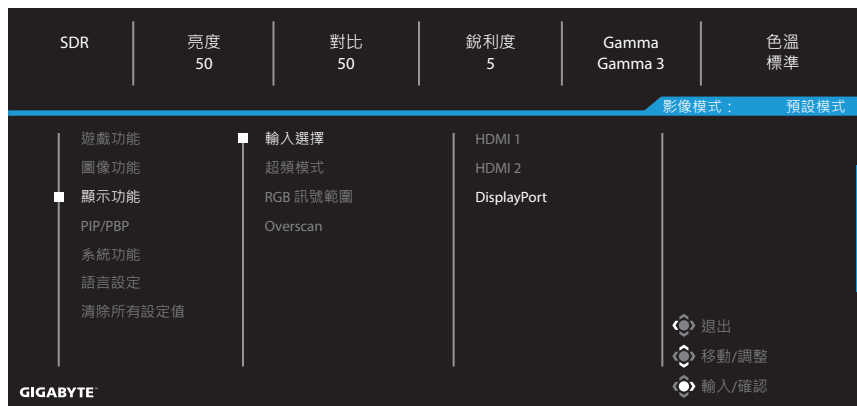 SDR
亮度
50
對比
50
銳利度
5
Gamma
Gamma 3
色溫
標準
影像模式： 預設模式
遊戲功能
圖像功能
顯示功能
PIP/PBP
系統功能
語言設定
清除所有設定值
輸入選擇
超頻模式
RGB 訊號範圍
Overscan
HDMI 1
HDMI 2
DisplayPort
退出
移動/調整
輸入/確認
GIGABYTE™